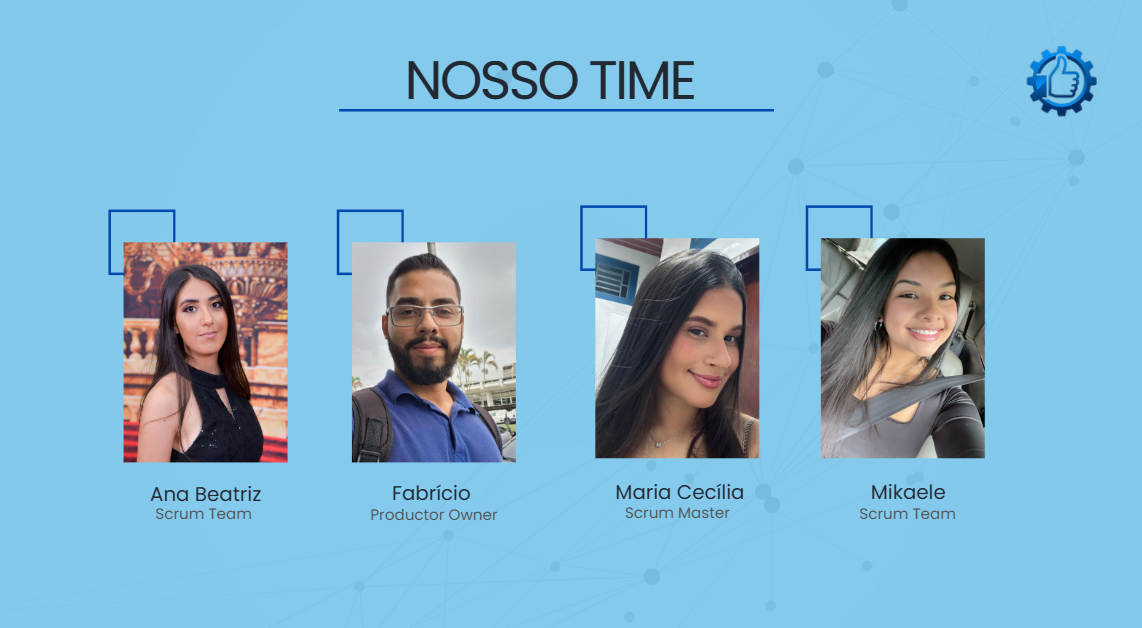 NOSSO TIME
Ana Beatriz
Scrum Team
Fabrício
Productor Owner
Maria Cecília
Scrum Master
Mikaele
Scrum Team